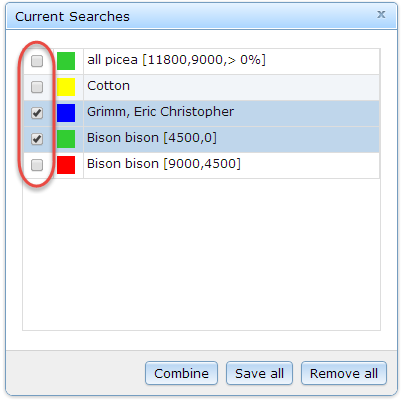 Current Searches x
all picea [11800,9000,> 0%]
Cotton
Grimm, Eric Christopher
Bison bison [4500,0]
Bison bison [9000,4500]
Combine Save all Remove all